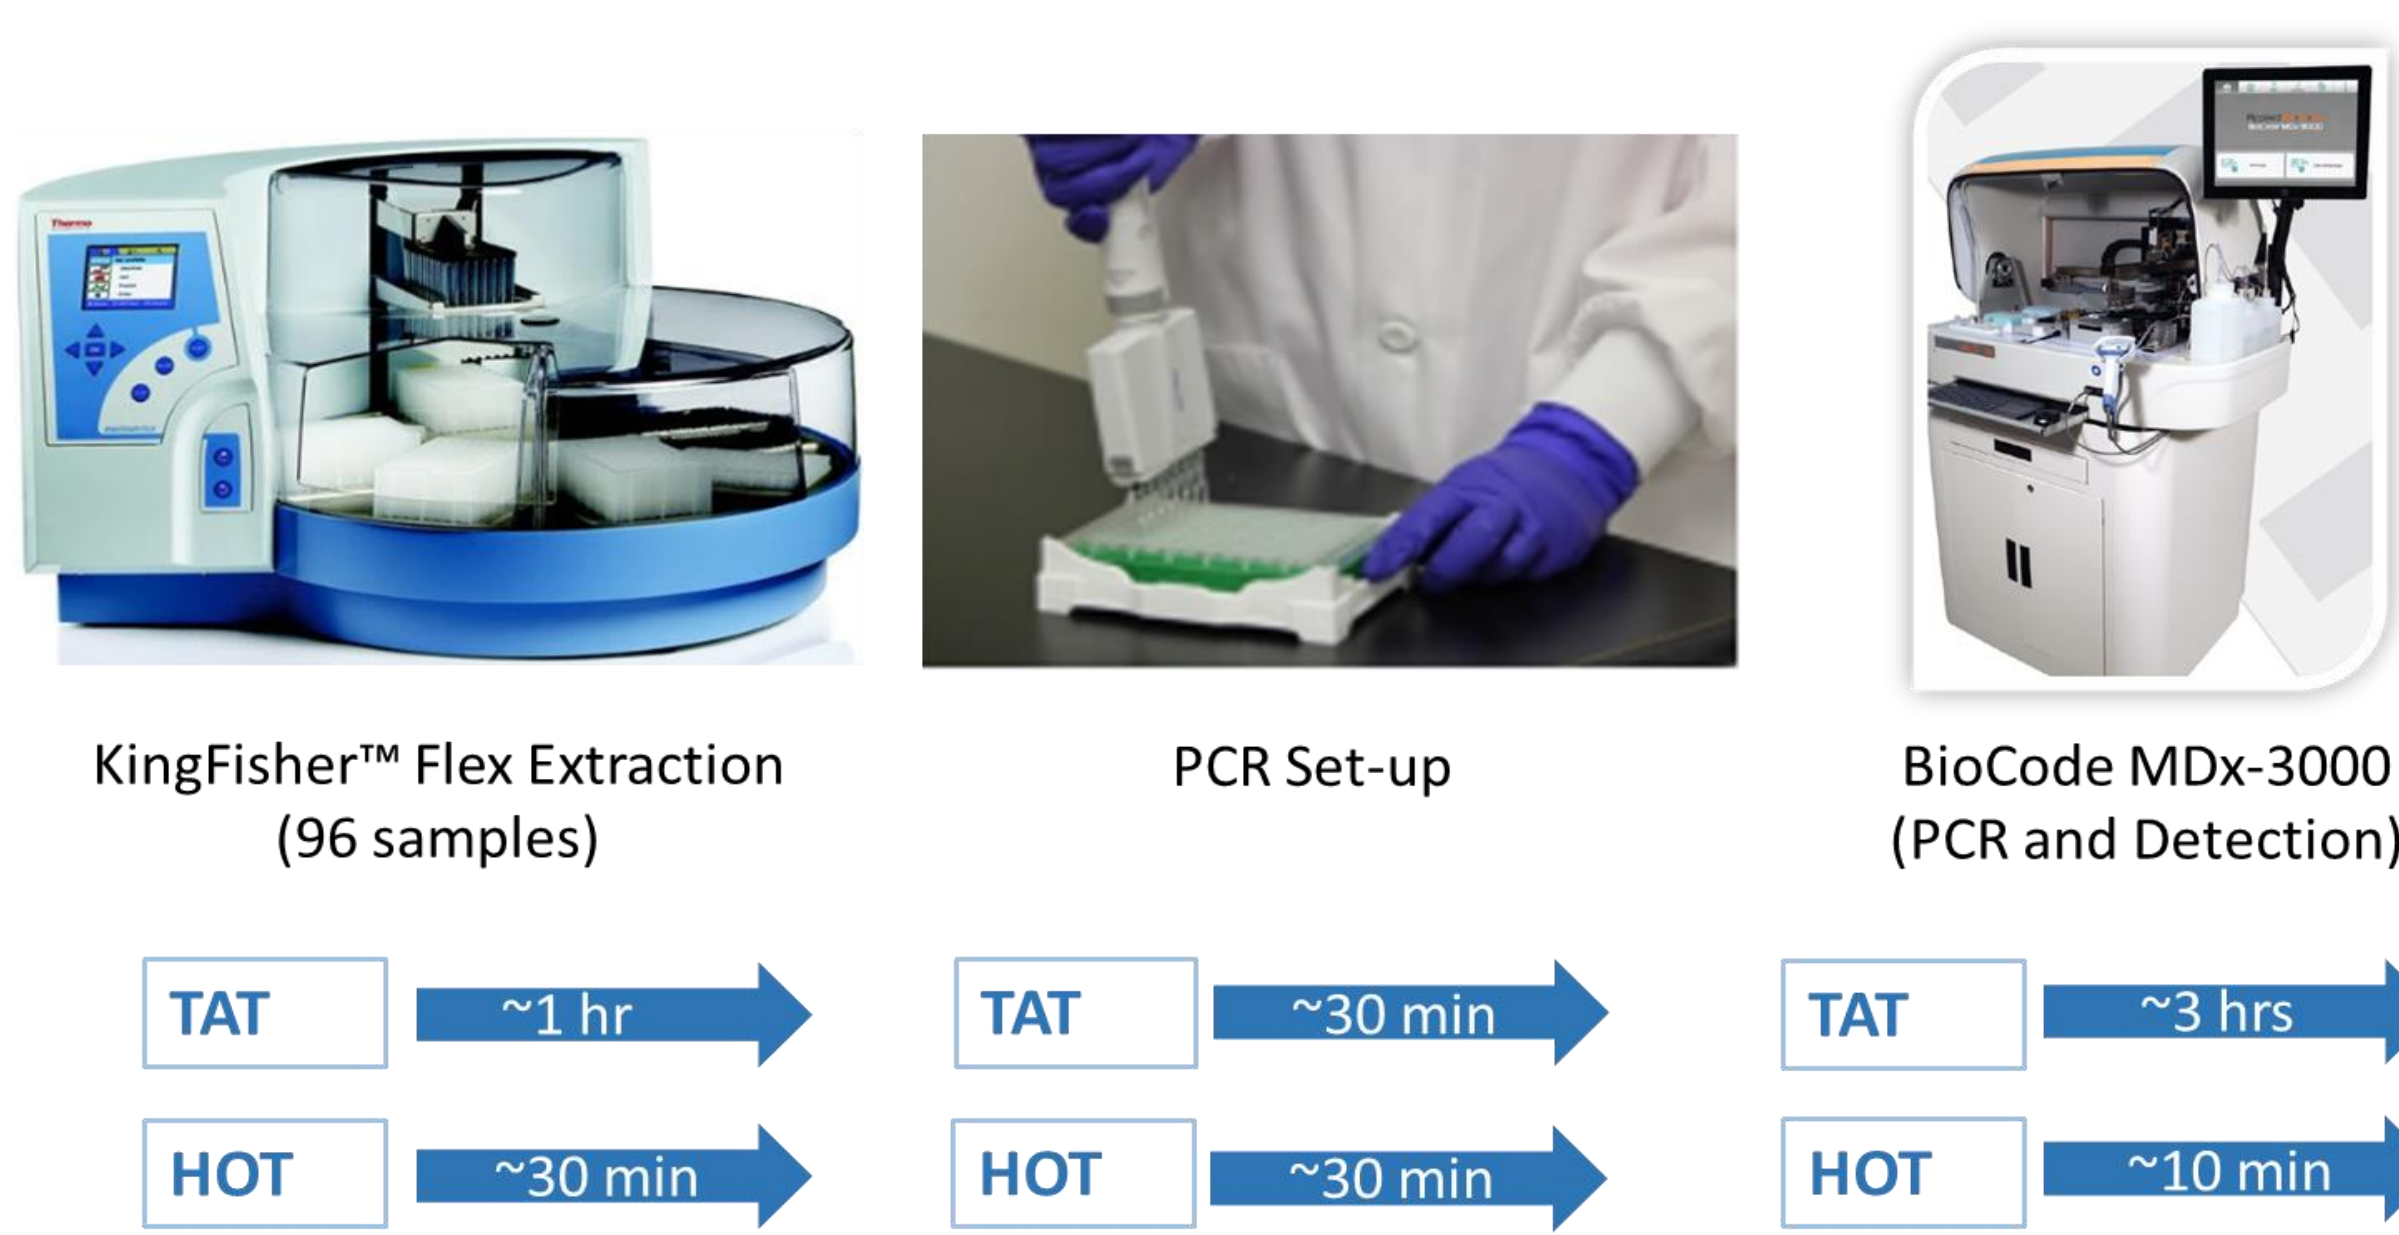 Thermo
KingFisher™ Flex Extraction
(96 samples)
PCR Set-up
BioCode MDx-3000
(PCR and Detection)
TAT
~1 hr
TAT
~30 min
TAT
~3 hrs
HOT
~30 min
HOT
~30 min
HOT
~10 min